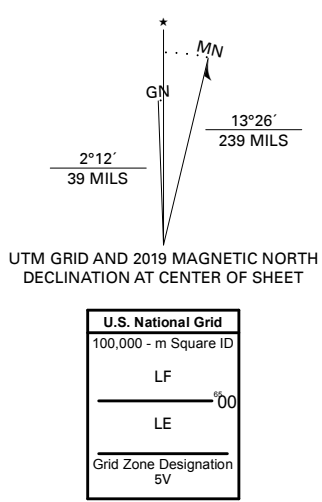 ★
MN
GN
13°26´
239 MILS
2°12´
39 MILS
UTM GRID AND 2019 MAGNETIC NORTH
DECLINATION AT CENTER OF SHEET
U.S. National Grid
100,000 - m Square ID
LF
⁶⁵00
LE
Grid Zone Designation
5V